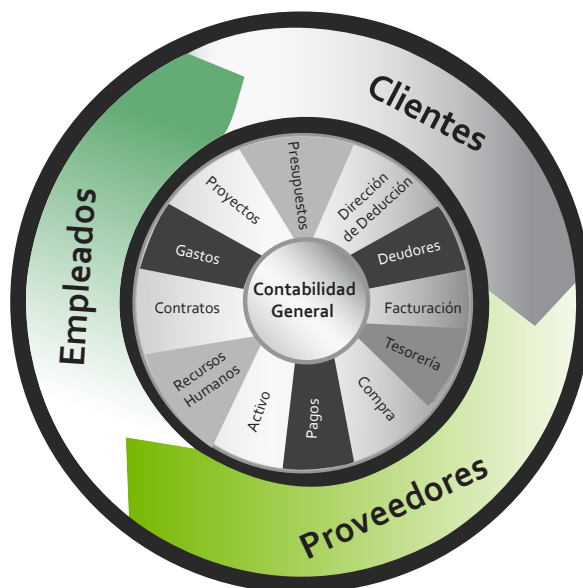 Clientes
Empleados
Proveedores
Presupuestos
Dirección
de Deducción
Deudores
Facturación
Tesorería
Compra
Pagos
Activo
Recursos
Humanos
Contratos
Gastos
Proyectos
Contabilidad
General